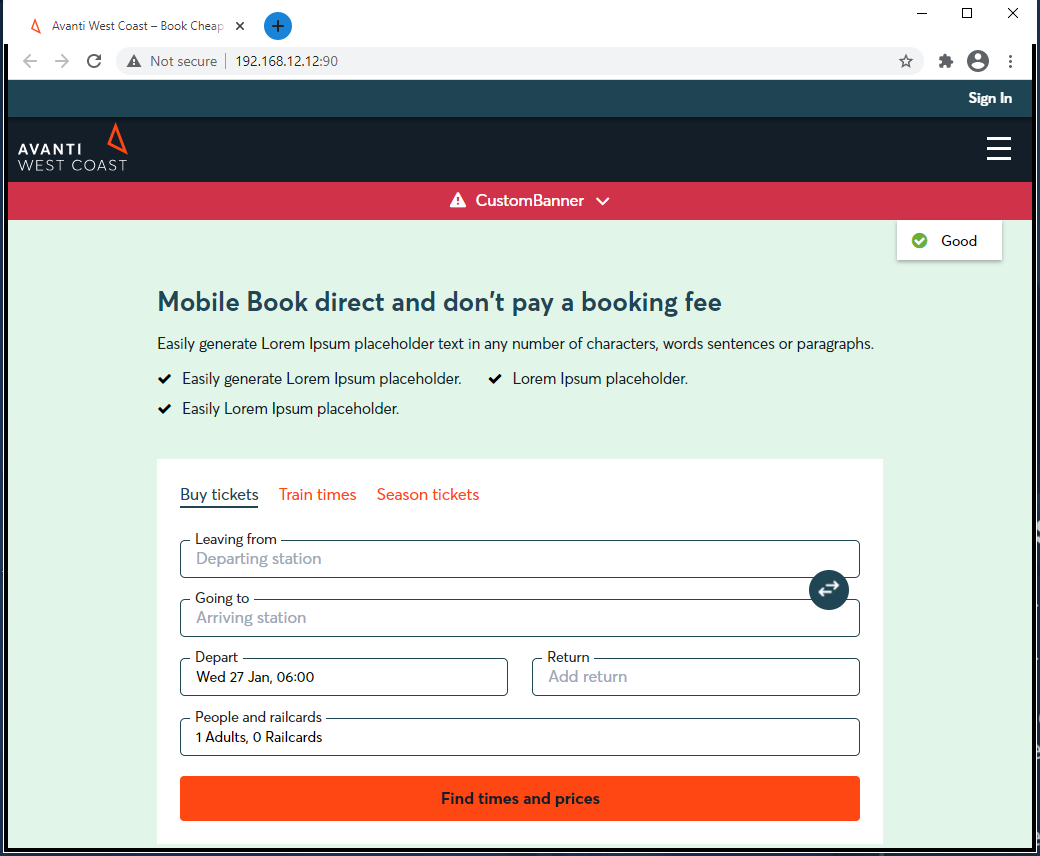 Avanti West Coast – Book Cheap
Not secure 192.168.12.12:90
Sign In
AVANTI
WEST COAST
CustomBanner
Good
Mobile Book direct and don't pay a booking fee
Easily generate Lorem Ipsum placeholder text in any number of characters, words sentences or paragraphs.
Easily generate Lorem Ipsum placeholder. Lorem Ipsum placeholder.
Easily Lorem Ipsum placeholder.
Buy tickets Train times Season tickets
Leaving from
Departing station
Going to
Arriving station
Depart Return
Wed 27 Jan, 06:00 Add return
People and railcards
1 Adults, 0 Railcards
Find times and prices